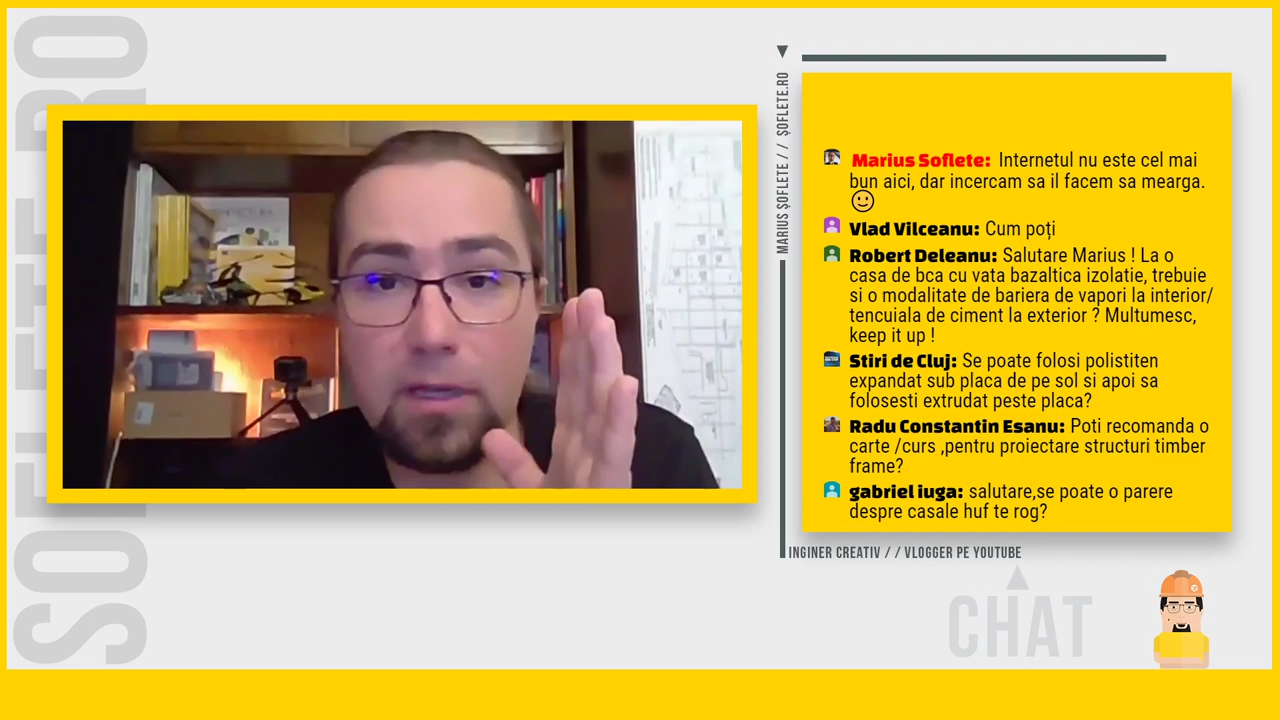 SOFLETE.RO
MARIUS ȘOFLETE // ȘOFLETE.RO
Marius Soflete: Internetul nu este cel mai
bun aici, dar incercam sa il facem sa mearga.
Vlad Vilceanu: Cum poți
Robert Deleanu: Salutare Marius ! La o
casa de bca cu vata bazaltica izolatie, trebuie
si o modalitate de bariera de vapori la interior/
tencuiala de ciment la exterior ? Multumesc,
keep it up !
Stiri de Cluj: Se poate folosi polistiten
expandat sub placa de pe sol si apoi sa
folosesti extrudat peste placa?
Radu Constantin Esanu: Poti recomanda o
carte /curs ,pentru proiectare structuri timber
frame?
gabriel iuga: salutare,se poate o parere
despre casale huf te rog?
INGINER CREATIV // VLOGGER PE YOUTUBE
CHAT